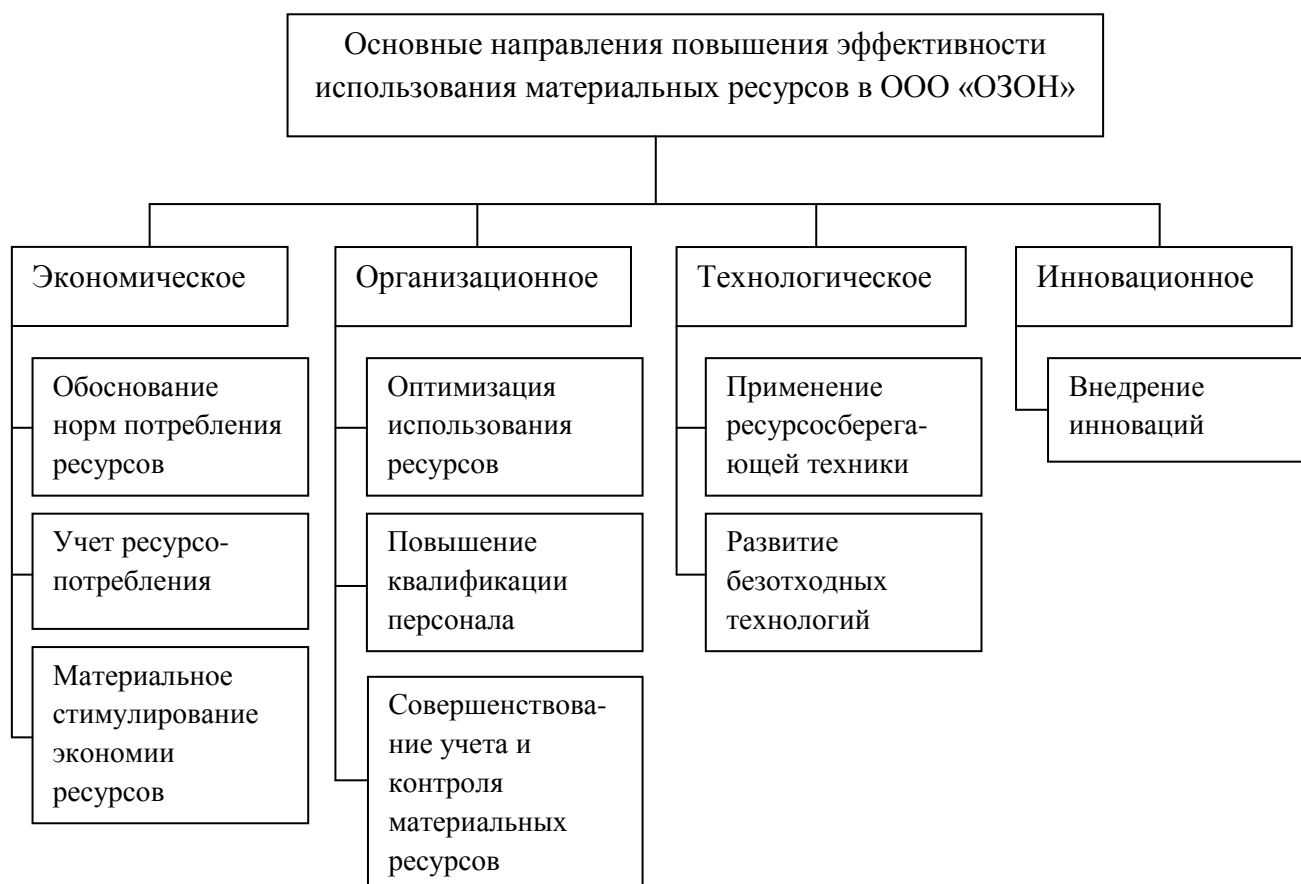 Основные направления повышения эффективности
использования материальных ресурсов в ООО «ОЗОН»
Экономическое
Обоснование
норм потребления
ресурсов
Учет ресурсо-
потребления
Материальное
стимулирование
экономии
ресурсов
Организационное
Оптимизация
использования
ресурсов
Повышение
квалификации
персонала
Совершенствова-
ние учета и
контроля
материальных
ресурсов
Технологическое
Применение
ресурсосберега-
ющей техники
Развитие
безотходных
технологий
Инновационное
Внедрение
инноваций